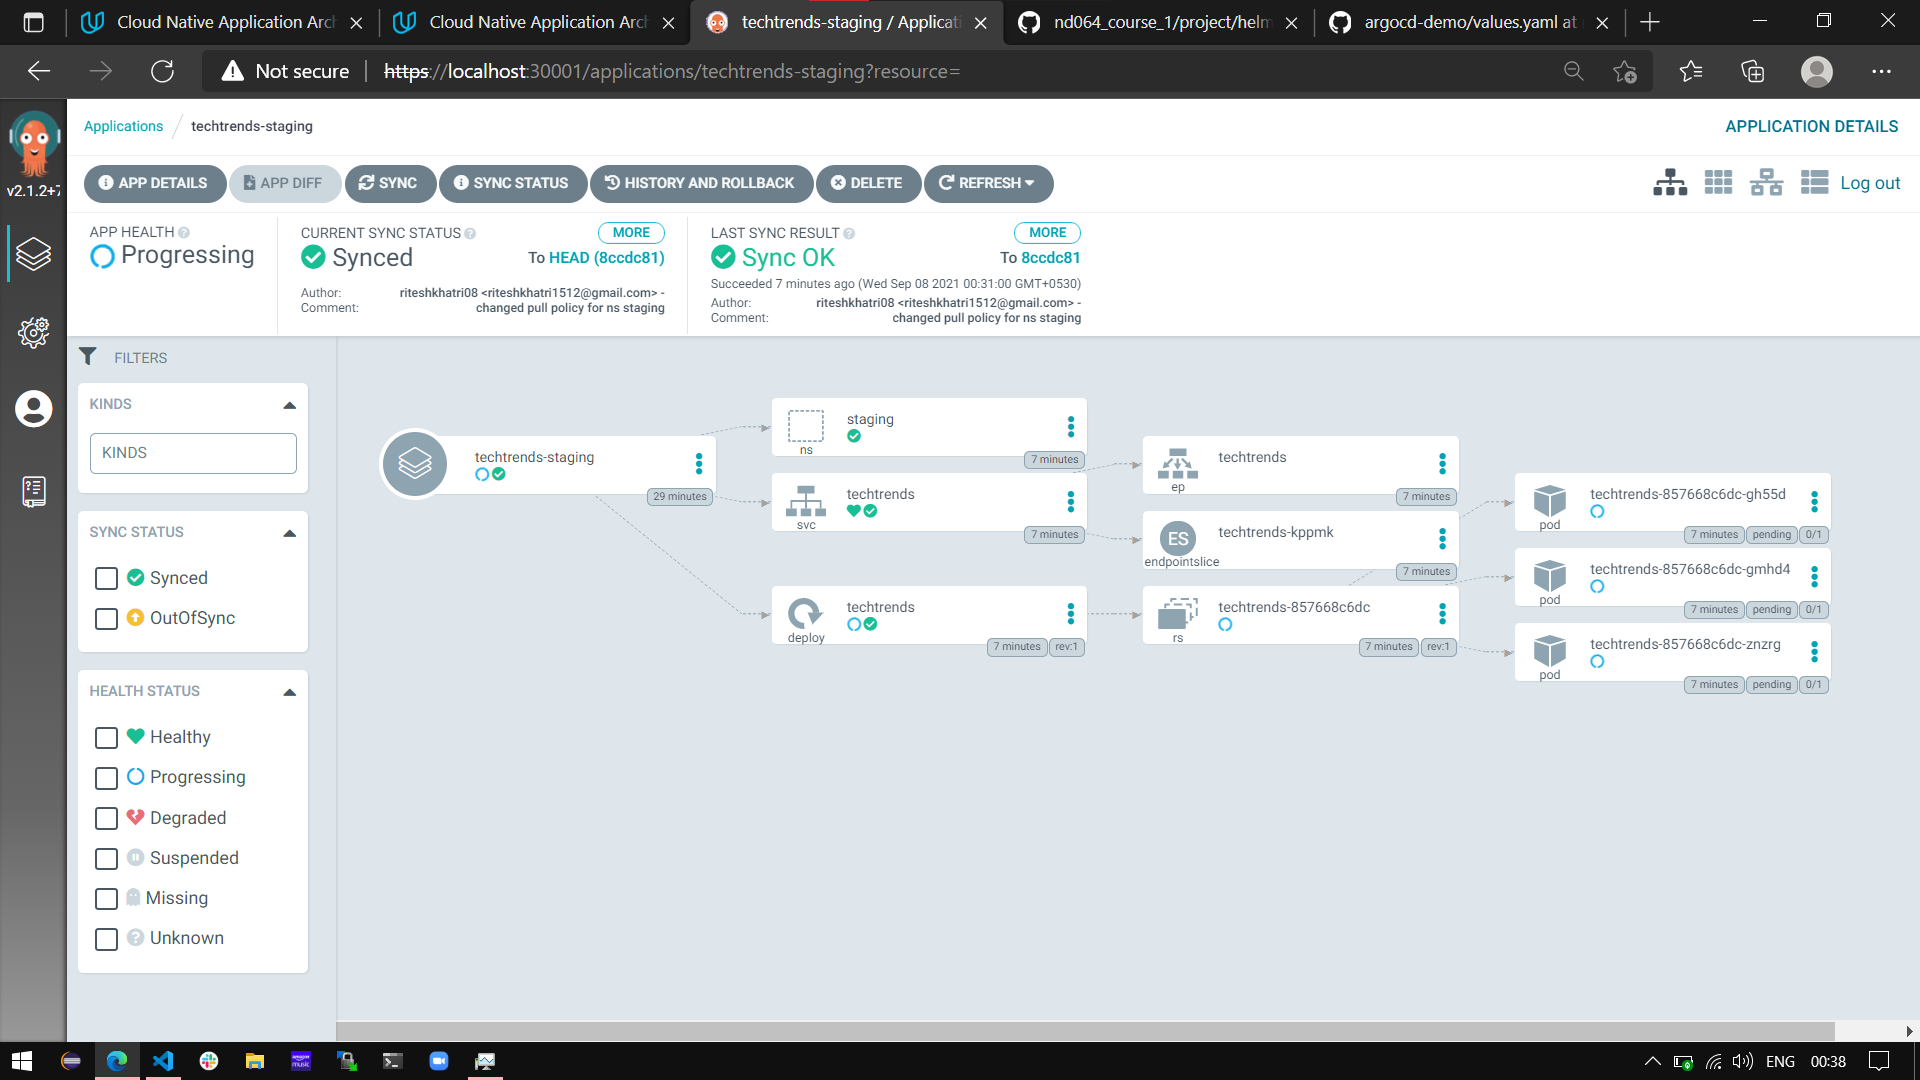 Cloud Native Application Arch
Cloud Native Application Arch
techtrends-staging / Applicati
nd064_course_1/project/helm
argocd-demo/values.yaml at
Not secure
https://localhost:30001/applications/techtrends-staging?resource=
v2.1.2+7
Applications / techtrends-staging
APPLICATION DETAILS
APP DETAILS
APP DIFF
SYNC
SYNC STATUS
HISTORY AND ROLLBACK
DELETE
REFRESH
Log out
APP HEALTH
Progressing
CURRENT SYNC STATUS
MORE
Synced
To HEAD (8ccdc81)
Author: riteshkhatri08 <riteshkhatri1512@gmail.com> -
Comment: changed pull policy for ns staging
LAST SYNC RESULT
MORE
Sync OK
To 8ccdc81
Succeeded 7 minutes ago (Wed Sep 08 2021 00:31:00 GMT+0530)
Author: riteshkhatri08 <riteshkhatri1512@gmail.com> -
Comment: changed pull policy for ns staging
FILTERS
KINDS
KINDS
SYNC STATUS
Synced
OutOfSync
HEALTH STATUS
Healthy
Progressing
Degraded
Suspended
Missing
Unknown
techtrends-staging
29 minutes
staging
ns
7 minutes
techtrends
svc
7 minutes
techtrends
deploy
7 minutes
rev:1
techtrends
ep
7 minutes
ES
techtrends-kppmk
endpointslice
7 minutes
techtrends-857668c6dc
rs
7 minutes
rev:1
techtrends-857668c6dc-gh55d
pod
7 minutes
pending
0/1
techtrends-857668c6dc-gmhd4
pod
7 minutes
pending
0/1
techtrends-857668c6dc-znzrg
pod
7 minutes
pending
0/1
amazon music
ENG
00:38